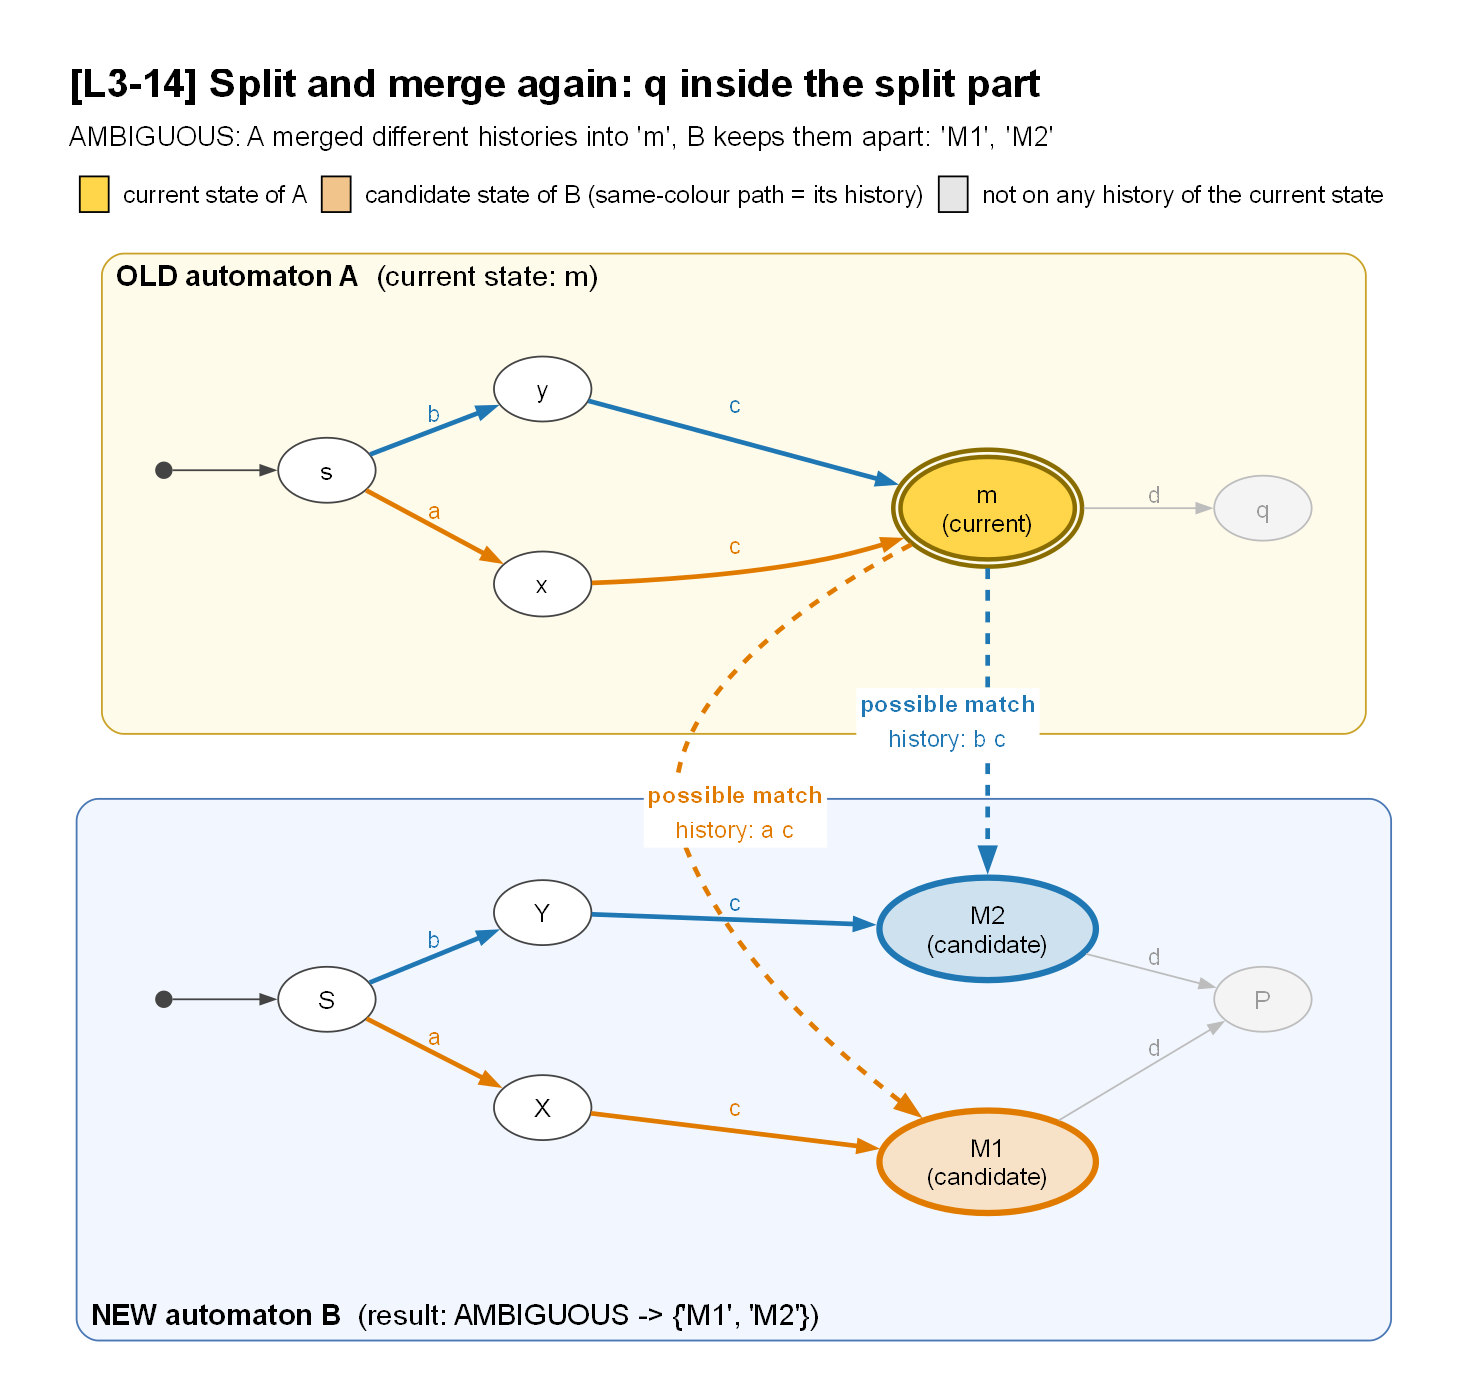 [L3-14] Split and merge again: q inside the split part
AMBIGUOUS: A merged different histories into 'm', B keeps them apart: 'M1', 'M2'
current state of A
candidate state of B (same-colour path = its history)
not on any history of the current state
OLD automaton A (current state: m)
y
b
c
s
a
x
c
m
(current)
d
q
possible match
history: b c
possible match
history: a c
Y
b
c
S
a
X
c
M2
(candidate)
d
P
d
M1
(candidate)
NEW automaton B (result: AMBIGUOUS -> {'M1', 'M2'})